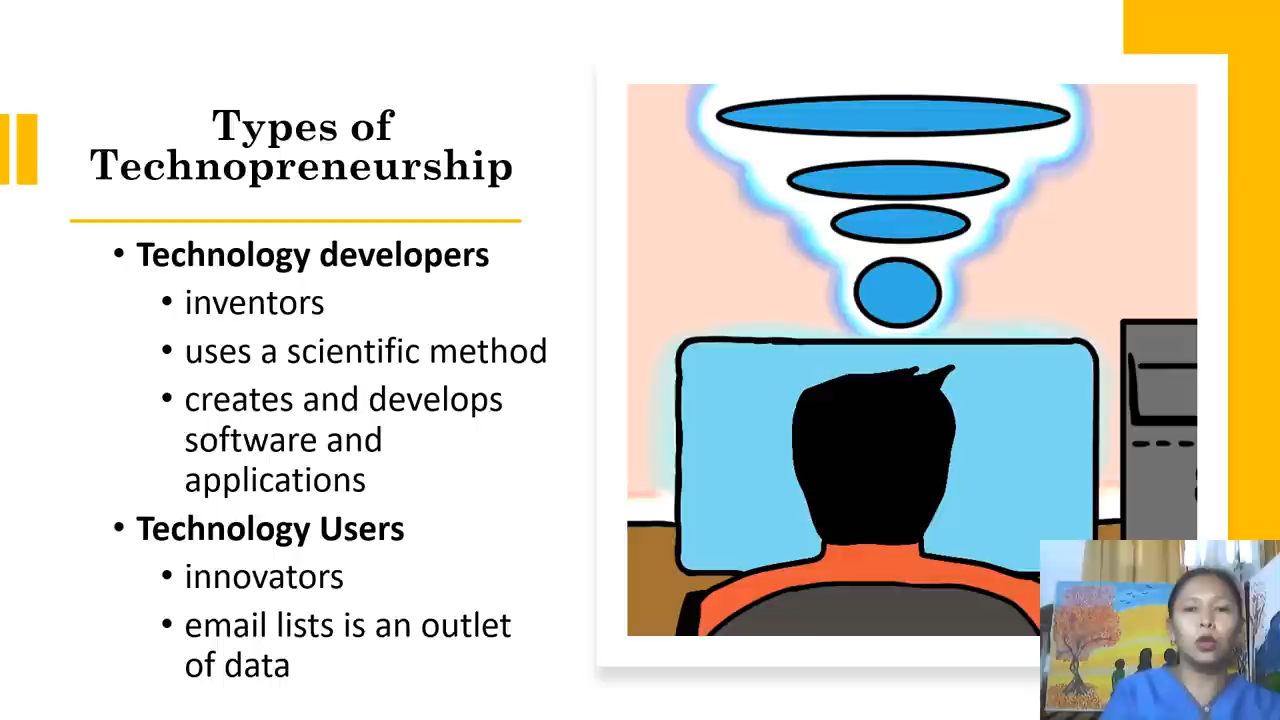 Types of
Technopreneurship
• Technology developers
• inventors
• uses a scientific method
• creates and develops
software and
applications
• Technology Users
• innovators
• email lists is an outlet
of data